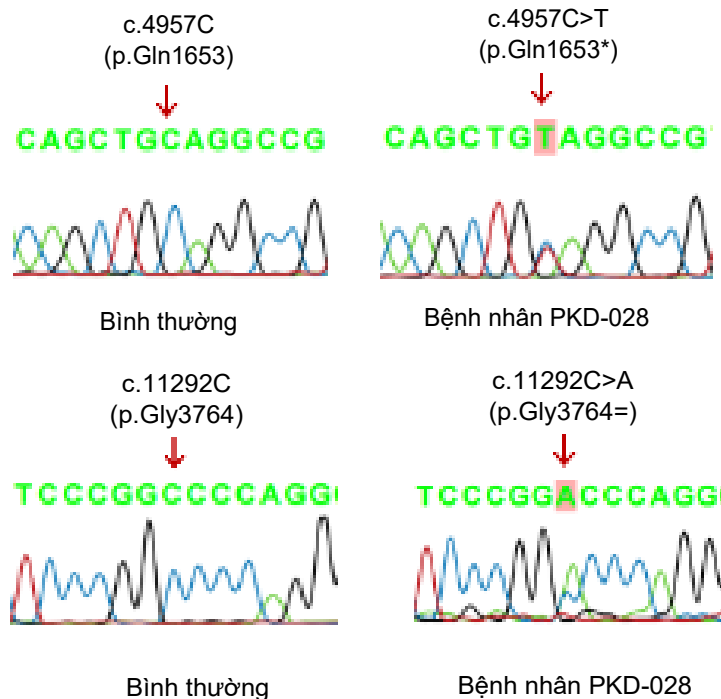 c.4957C
(p.Gln1653)
c.4957C>T
(p.Gln1653*)
CAGCTGCAGGCCG
CAGCTGTAGGCCG
Bình thường
Bệnh nhân PKD-028
c.11292C
(p.Gly3764)
c.11292C>A
(p.Gly3764=)
TCCCGGCCCCAGG
TCCCGGACCCAGG
Bình thường
Bệnh nhân PKD-028